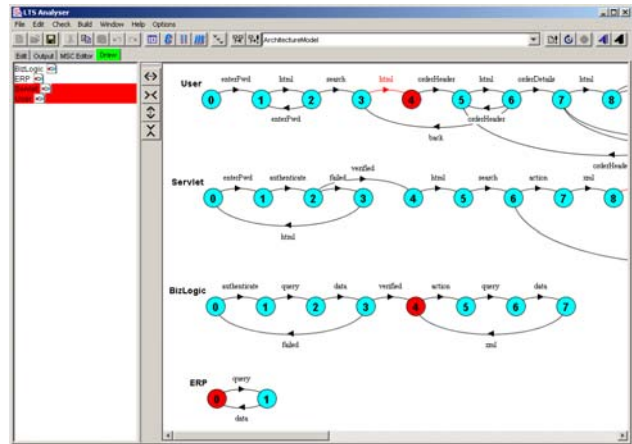 LTS Analyser
File Edit Check Build Window Help Options
ArchitectureModel
Edit Output MSC Editor Draw
BizLogic
ERP
Servlet
User
User
enterPwd html search html orderHeader html orderDetails html
0 1 2 3 4 5 6 7 8
enterPwd orderHeader
back
orderHeade
Servlet
enterPwd authenticate failed verified html search action xml
0 1 2 3 4 5 6 7 8
html
BizLogic
authenticate query data verified action query data
0 1 2 3 4 5 6 7
failed xml
ERP
query
0 1
data